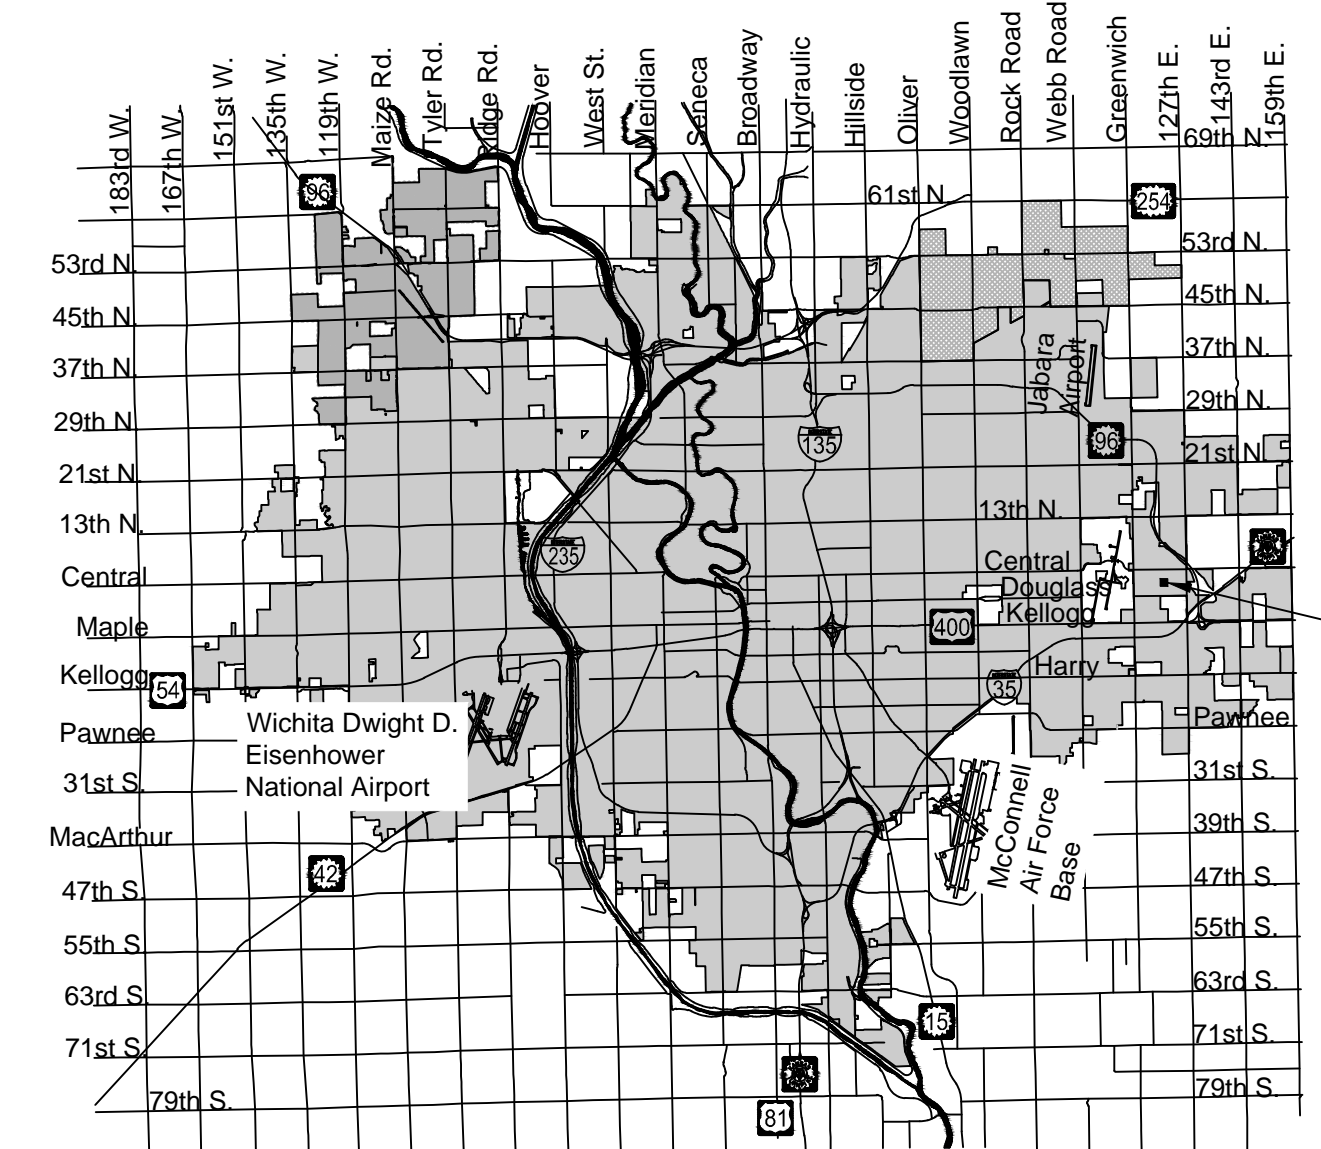 183rd W.
167th W.
151st W.
135th W.
119th W.
Maize Rd.
Tyler Rd.
Ridge Rd.
Hoover
West St.
Meridian
Seneca
Broadway
Hydraulic
Hillside
Oliver
Woodlawn
Rock Road
Webb Road
Greenwich
127th E.
143rd E.
159th E.
69th N.
96
61st N.
254
53rd N.
53rd N.
45th N.
45th N.
37th N.
37th N.
Jabara
Airport
29th N.
29th N.
96
135
21st N.
21st N.
13th N.
13th N.
235
Central
Central
Douglass
Kellogg
Maple
400
Kellogg
54
Harry
35
Pawnee
Pawnee
Wichita Dwight D.
Eisenhower
National Airport
31st S.
31st S.
McConnell
Air Force
Base
MacArthur
39th S.
42
47th S.
47th S.
55th S.
55th S.
63rd S.
63rd S.
15
71st S.
71st S.
79th S.
79th S.
81